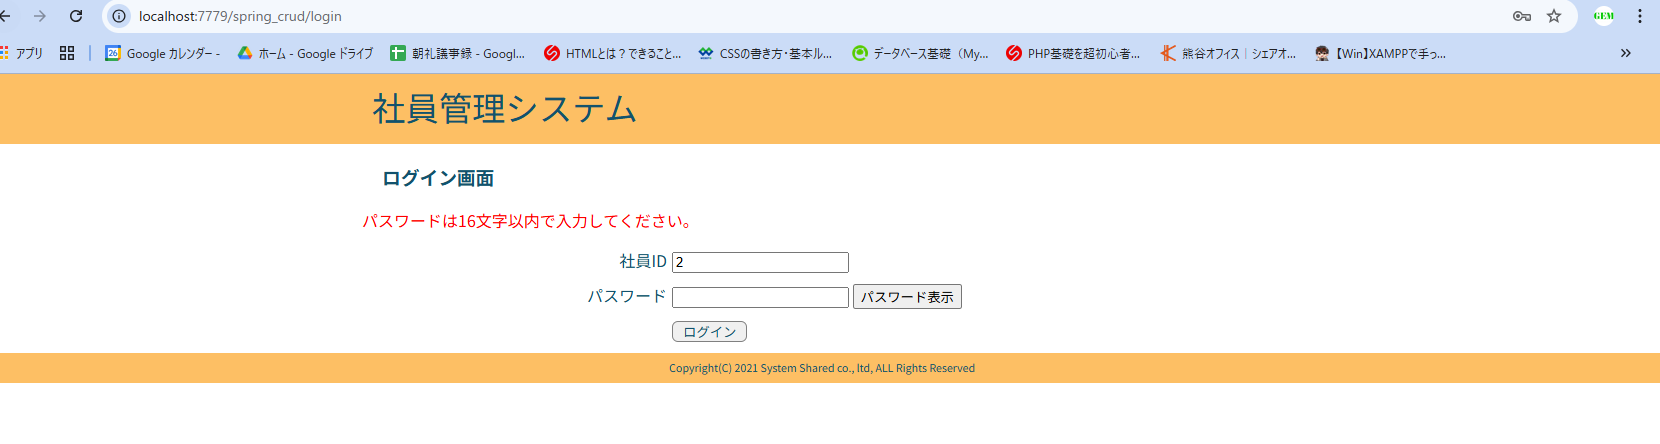 localhost:7779/spring_crud/login
GEM
アプリ
26
Google カレンダー -
ホーム - Google ドライブ
朝礼議事録 - Googl...
HTMLとは？できること...
CSSの書き方・基本ル...
データベース基礎（My...
PHP基礎を超初心者...
熊谷オフィス｜シェアオ...
【Win】XAMPPで手っ...
社員管理システム
ログイン画面
パスワードは16文字以内で入力してください。
社員ID 2
パスワード パスワード表示
ログイン
Copyright(C) 2021 System Shared co., ltd, ALL Rights Reserved